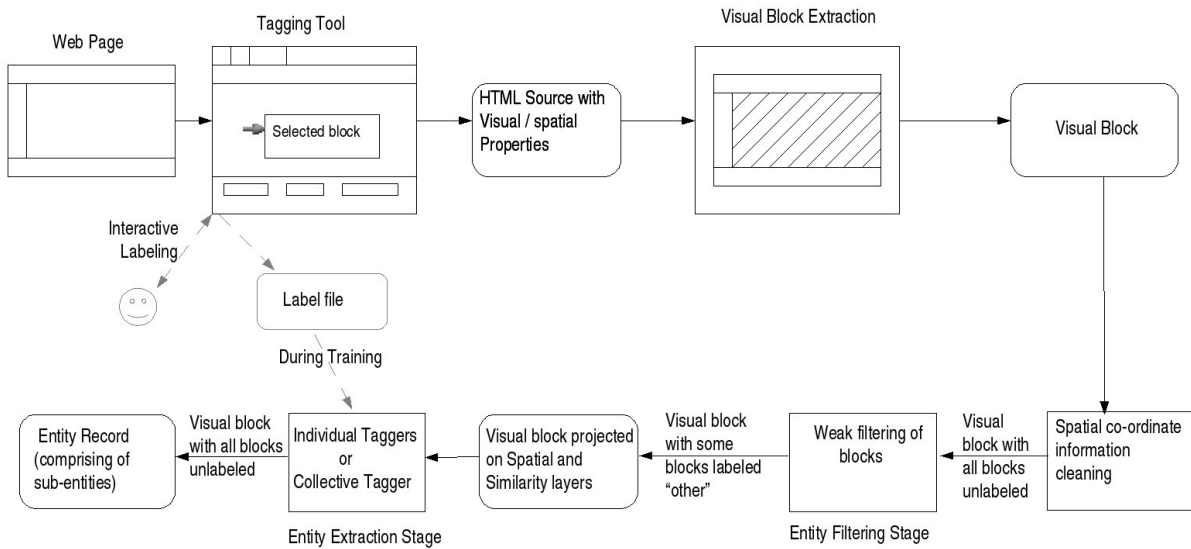 Web Page
Tagging Tool
Visual Block Extraction
Selected block
HTML Source with
Visual / spatial
Properties
Visual Block
Interactive
Labeling
Label file
During Training
Entity Record
(comprising of
sub-entities)
Visual block
with all blocks
unlabeled
Individual Taggers
or
Collective Tagger
Visual block projected
on Spatial and
Similarity layers
Visual block
with some
blocks labeled
“other”
Weak filtering of
blocks
Visual
block with
all blocks
unlabeled
Spatial co-ordinate
information
cleaning
Entity Extraction Stage
Entity Filtering Stage